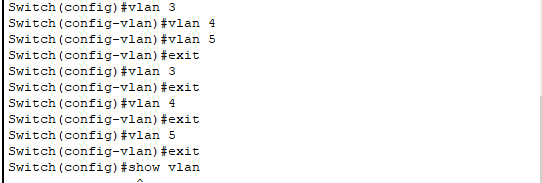 Switch(config)#vlan 3
Switch(config-vlan)#vlan 4
Switch(config-vlan)#vlan 5
Switch(config-vlan)#exit
Switch(config)#vlan 3
Switch(config-vlan)#exit
Switch(config)#vlan 4
Switch(config-vlan)#exit
Switch(config)#vlan 5
Switch(config-vlan)#exit
Switch(config)#show vlan
^